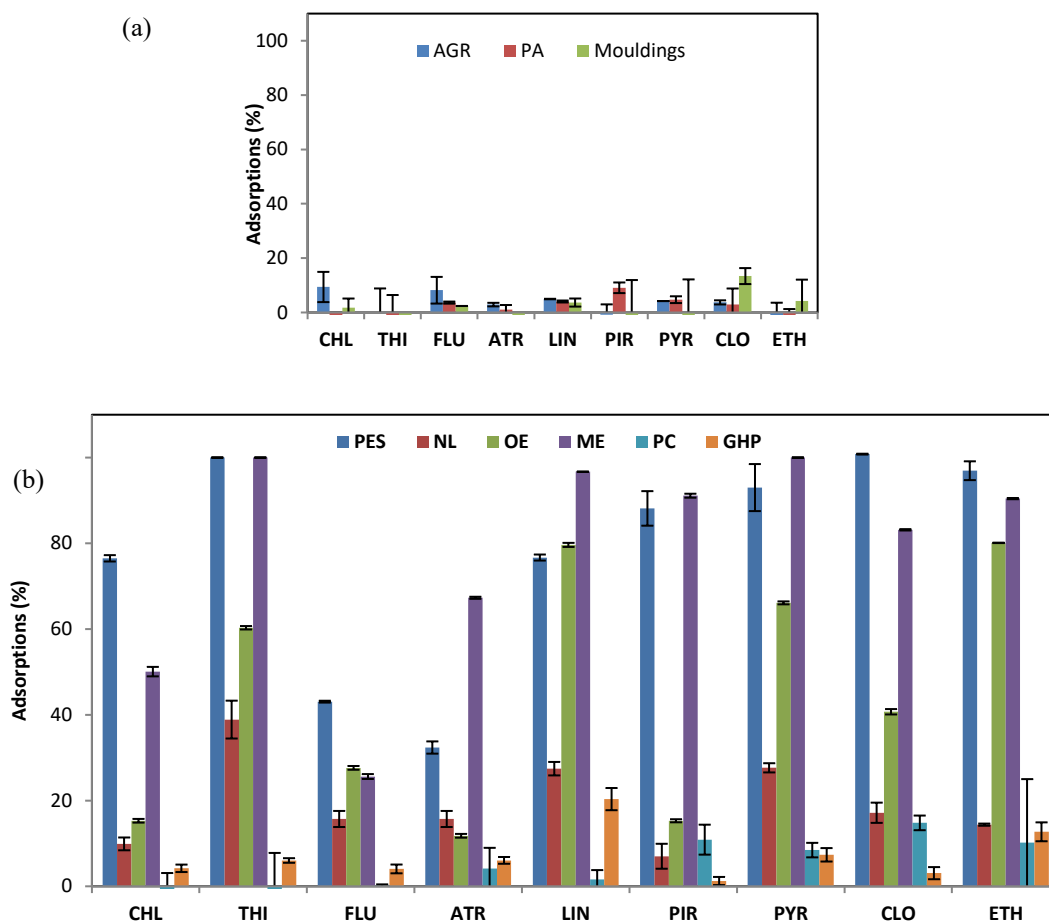 (a)
100
80
60
40
20
0
Adsorptions (%)
AGR PA Mouldings
CHL THI FLU ATR LIN PIR PYR CLO ETH
(b)
80
60
40
20
0
Adsorptions (%)
PES NL OE ME PC GHP
CHL THI FLU ATR LIN PIR PYR CLO ETH